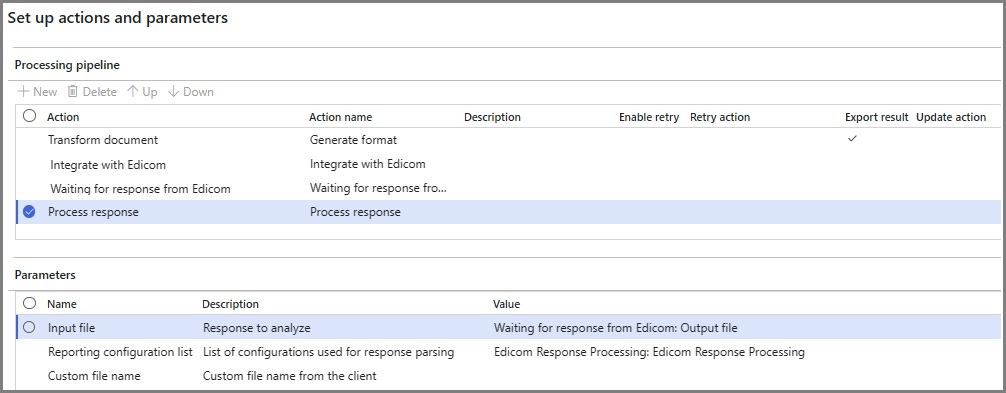 Set up actions and parameters
Processing pipeline
New Delete Up Down
Action Action name Description Enable retry Retry action Export result Update action
Transform document Generate format
Integrate with Edicom Integrate with Edicom
Waiting for response from Edicom Waiting for response fro...
Process response Process response
Parameters
Name Description Value
Input file Response to analyze Waiting for response from Edicom: Output file
Reporting configuration list List of configurations used for response parsing Edicom Response Processing: Edicom Response Processing
Custom file name Custom file name from the client